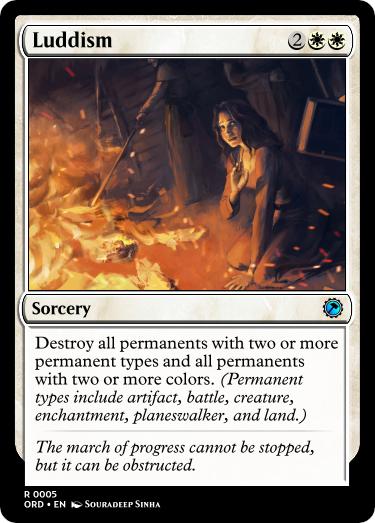 Luddism 2
Sorcery
Destroy all permanents with two or more
permanent types and all permanents
with two or more colors. (Permanent
types include artifact, battle, creature,
enchantment, planeswalker, and land.)
The march of progress cannot be stopped,
but it can be obstructed.
R 0005
ORD • EN Souradeep Sinha